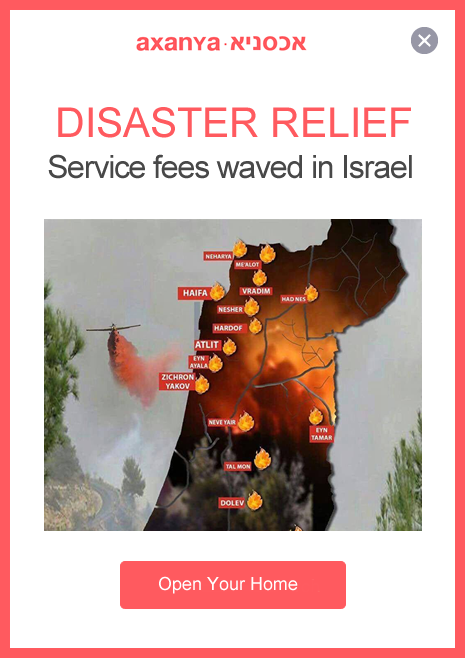 axanya·אכסניא
DISASTER RELIEF
Service fees waved in Israel
NEHARYA
ME'ALOT
HAIFA
VRADIM
HAD NES
NESHER
HARDOF
ATLIT
EYN
AYALA
ZICHRON
YAKOV
NEVE YAIR
EYN
TAMAR
TAL MON
DOLEV
Open Your Home